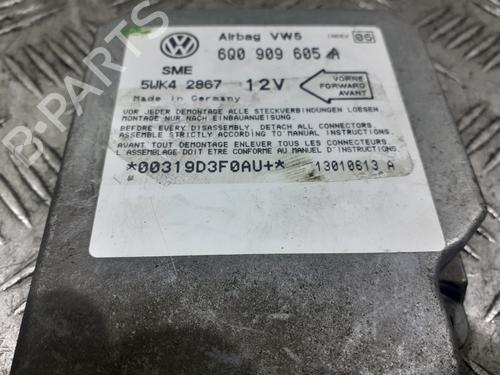 Airbag VW5
INDEX 05
6Q0 909 605 A
SME
5WK4 2867
12V
VORNE
FORWARD
AVANT
Made in Germany
VOR JEDER DEMONTAGE ALLE STECKVERBINDUNGEN LOESEN
MONTAGE NUR NACH EINBAUANWEISUNG
BEFORE EVERY DISASSEMBLY, DETACH ALL CONNECTORS
ASSEMBLE STRICTLY ACCORDING TO MANUAL INSTRUCTIONS
AVANT TOUT DEMONTAGE ENLEVER TOUS LES CONNECTEURS.
L'ASSEMBLAGE DOIT ETRE CONFORME AU MANUEL D'INSTRUCTIONS
*00319D3F0AU+*
13010613 A
B-PARTS